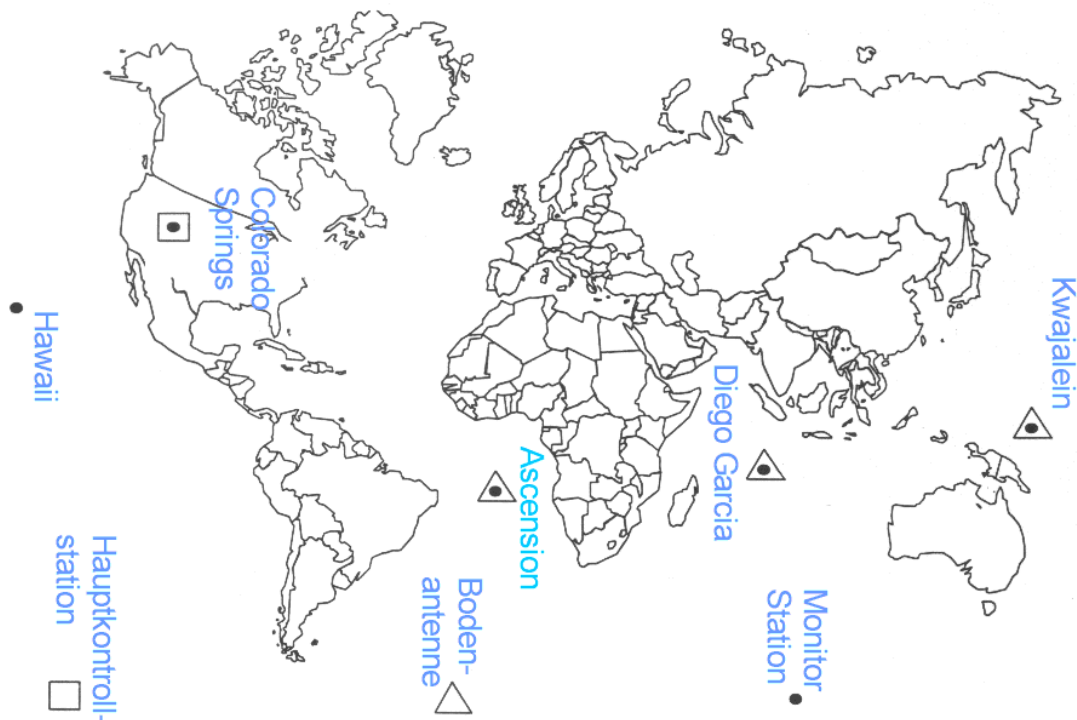 Colorado
Springs
Kwajalein
Hawaii
Diego Garcia
Ascension
Hauptkontroll-
station
Boden-
antenne
Monitor
Station